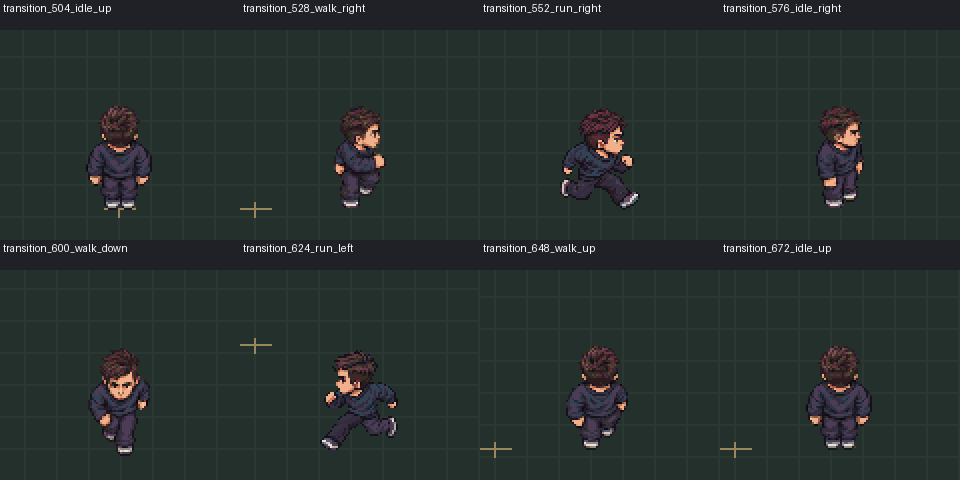 transition_504_idle_up
transition_528_walk_right
transition_552_run_right
transition_576_idle_right
transition_600_walk_down
transition_624_run_left
transition_648_walk_up
transition_672_idle_up